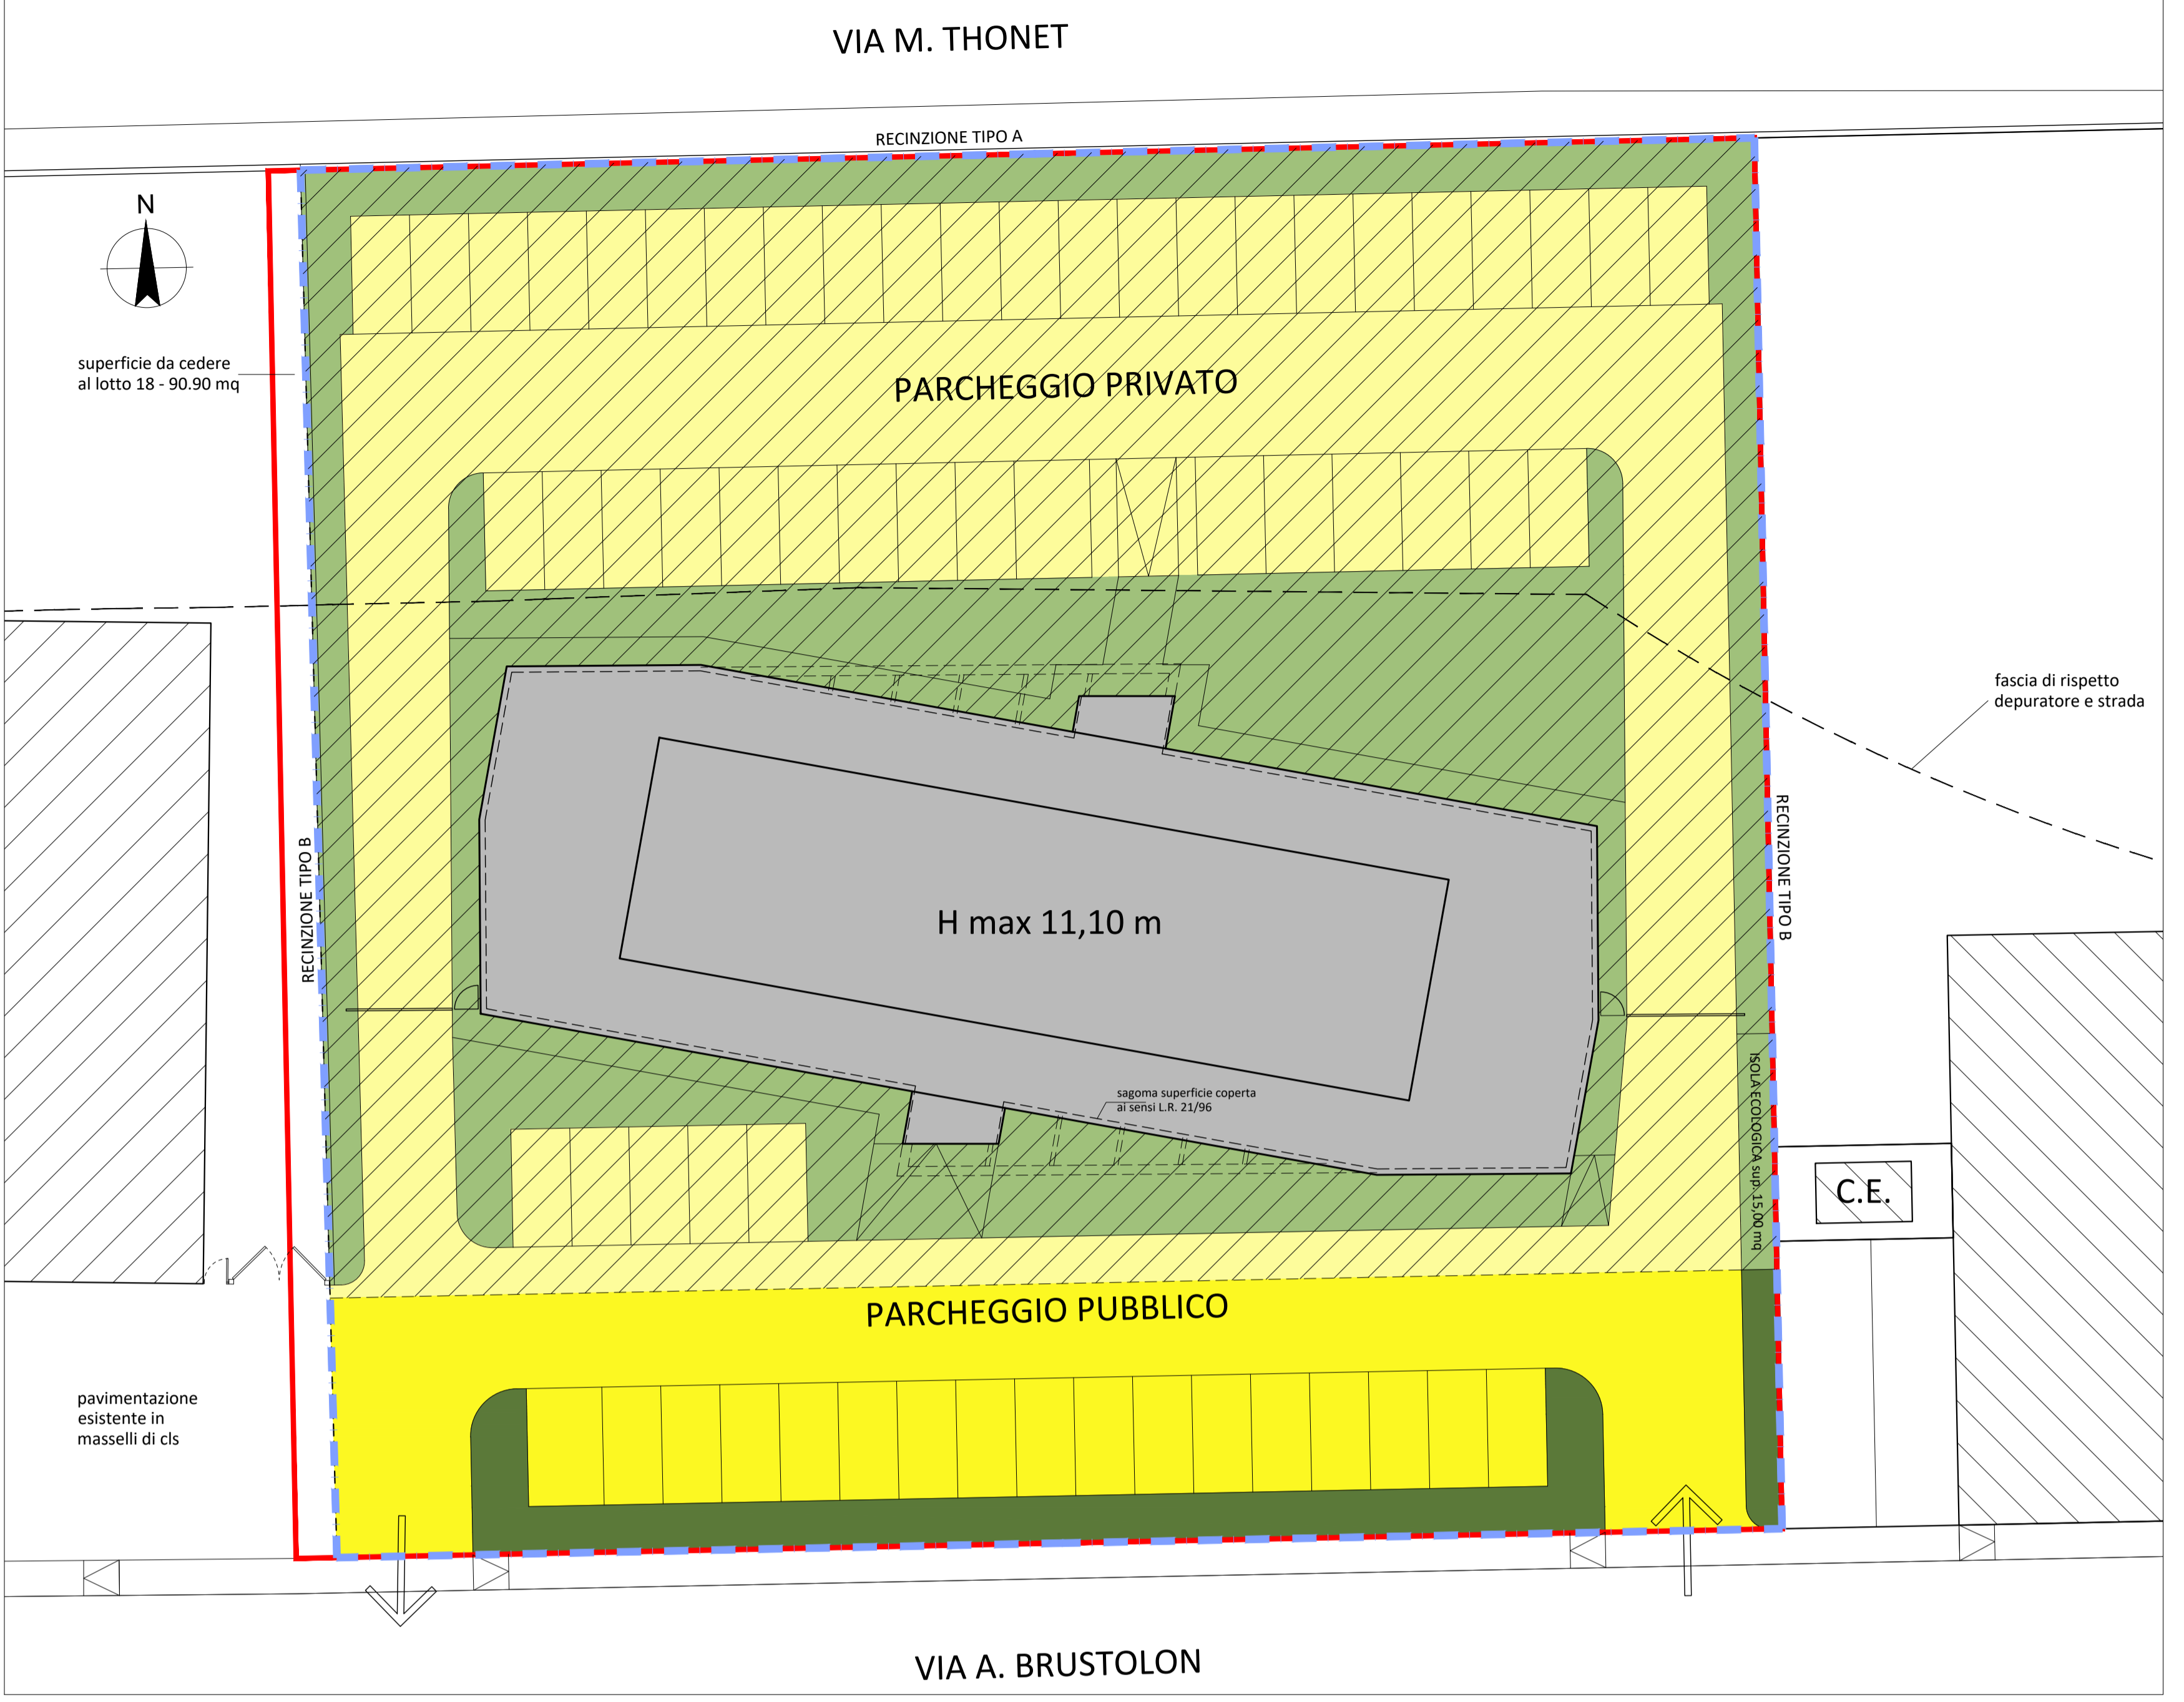 VIA M. THONET
RECINZIONE TIPO A
N
superficie da cedere
al lotto 18 - 90.90 mq
PARCHEGGIO PRIVATO
fascia di rispetto
depuratore e strada
RECINZIONE TIPO B
RECINZIONE TIPO B
H max 11,10 m
sagoma superficie coperta
ai sensi L.R. 21/96
ISOLA ECOLOGICA sup. 15,00 mq
C.E.
PARCHEGGIO PUBBLICO
pavimentazione
esistente in
masselli di cls
VIA A. BRUSTOLON